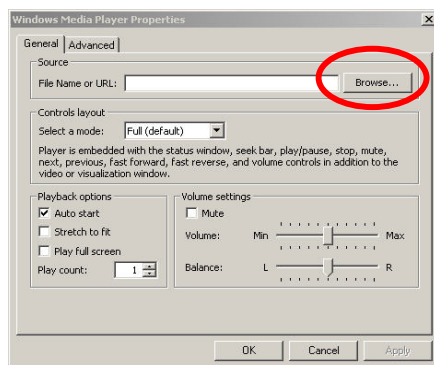 Windows Media Player Properties
General Advanced
Source
File Name or URL: Browse...
Controls layout
Select a mode: Full (default)
Player is embedded with the status window, seek bar, play/pause, stop, mute,
next, previous, fast forward, fast reverse, and volume controls in addition to the
video or visualization window.
Playback options Volume settings
Auto start Mute
Stretch to fit Volume: Min Max
Play full screen
Play count: 1 Balance: L R
OK Cancel Apply